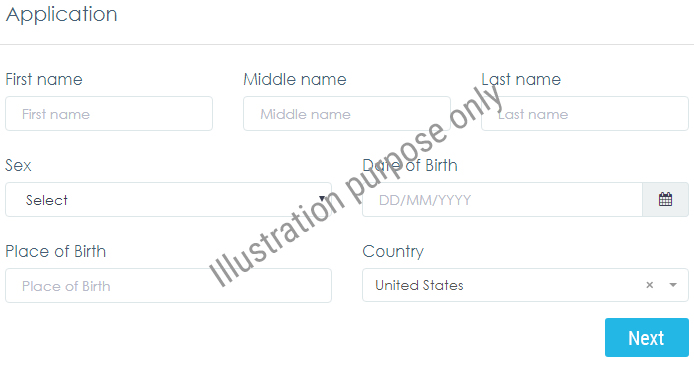 Application
First name Middle name Last name
First name Middle name Last name
Sex Date of Birth
Select DD/MM/YYYY
Illustration purpose only
Place of Birth Country
Place of Birth United States ×
Next